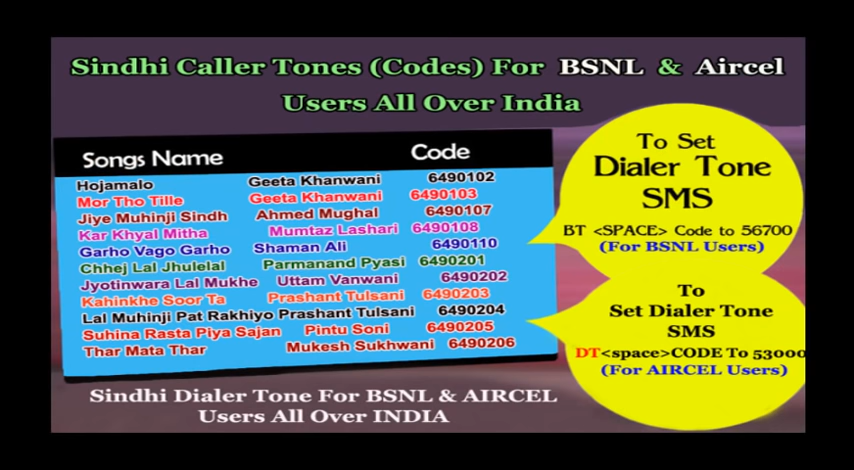 Sindhi Caller Tones (Codes) For BSNL & Aircel
Users All Over India
Songs Name Code
Hojamalo Geeta Khanwani 6490102
Mor Tho Tille Geeta Khanwani 6490103
Jiye Muhinji Sindh Ahmed Mughal 6490107
Kar Khyal Mitha Mumtaz Lashari 6490108
Garho Vago Garho Shaman Ali 6490110
Chhej Lal Jhulelal Parmanand Pyasi 6490201
Jyotinwara Lal Mukhe Uttam Vanwani 6490202
Kahinkhe Soor Ta Prashant Tulsani 6490203
Lal Muhinji Pat Rakhiyo Prashant Tulsani 6490204
Suhina Rasta Piya Sajan Pintu Soni 6490205
Thar Mata Thar Mukesh Sukhwani 6490206
To Set
Dialer Tone
SMS
BT <SPACE> Code to 56700
(For BSNL Users)
To
Set Dialer Tone
SMS
DT<space>CODE To 53000
(For AIRCEL Users)
Sindhi Dialer Tone For BSNL & AIRCEL
Users All Over INDIA